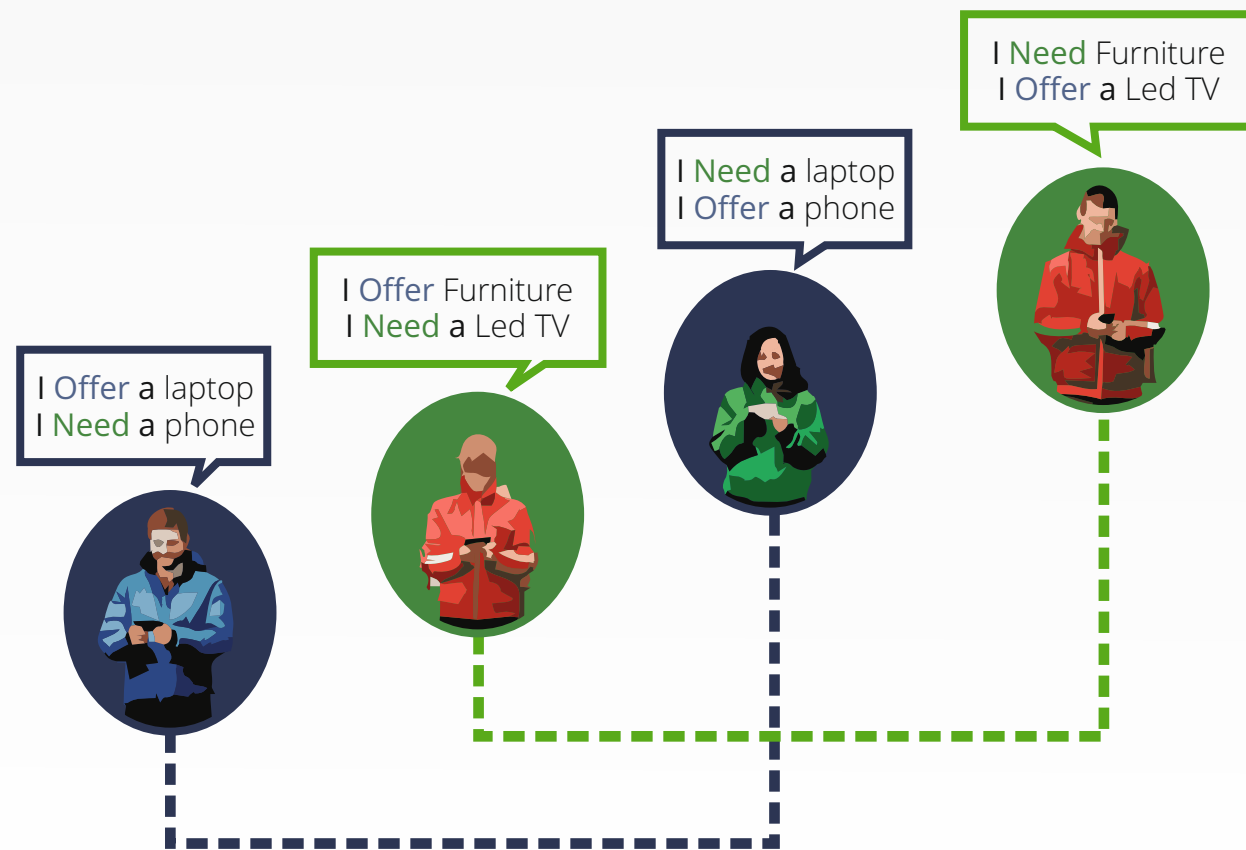 I Need Furniture
I Offer a Led TV
I Need a laptop
I Offer a phone
I Offer Furniture
I Need a Led TV
I Offer a laptop
I Need a phone